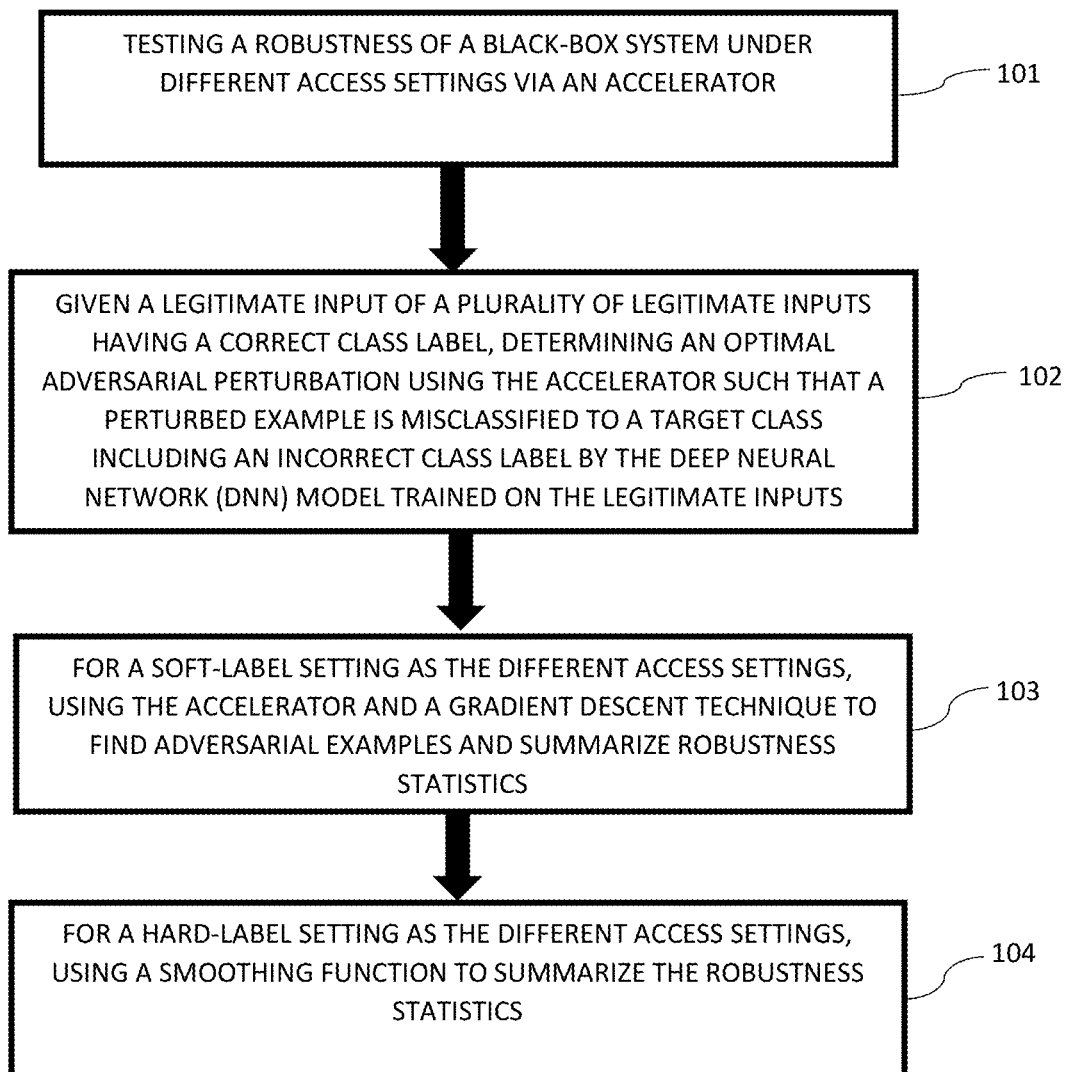 TESTING A ROBUSTNESS OF A BLACK-BOX SYSTEM UNDER
DIFFERENT ACCESS SETTINGS VIA AN ACCELERATOR
101
GIVEN A LEGITIMATE INPUT OF A PLURALITY OF LEGITIMATE INPUTS
HAVING A CORRECT CLASS LABEL, DETERMINING AN OPTIMAL
ADVERSARIAL PERTURBATION USING THE ACCELERATOR SUCH THAT A
PERTURBED EXAMPLE IS MISCLASSIFIED TO A TARGET CLASS
INCLUDING AN INCORRECT CLASS LABEL BY THE DEEP NEURAL
NETWORK (DNN) MODEL TRAINED ON THE LEGITIMATE INPUTS
102
FOR A SOFT-LABEL SETTING AS THE DIFFERENT ACCESS SETTINGS,
USING THE ACCELERATOR AND A GRADIENT DESCENT TECHNIQUE TO
FIND ADVERSARIAL EXAMPLES AND SUMMARIZE ROBUSTNESS
STATISTICS
103
FOR A HARD-LABEL SETTING AS THE DIFFERENT ACCESS SETTINGS,
USING A SMOOTHING FUNCTION TO SUMMARIZE THE ROBUSTNESS
STATISTICS
104